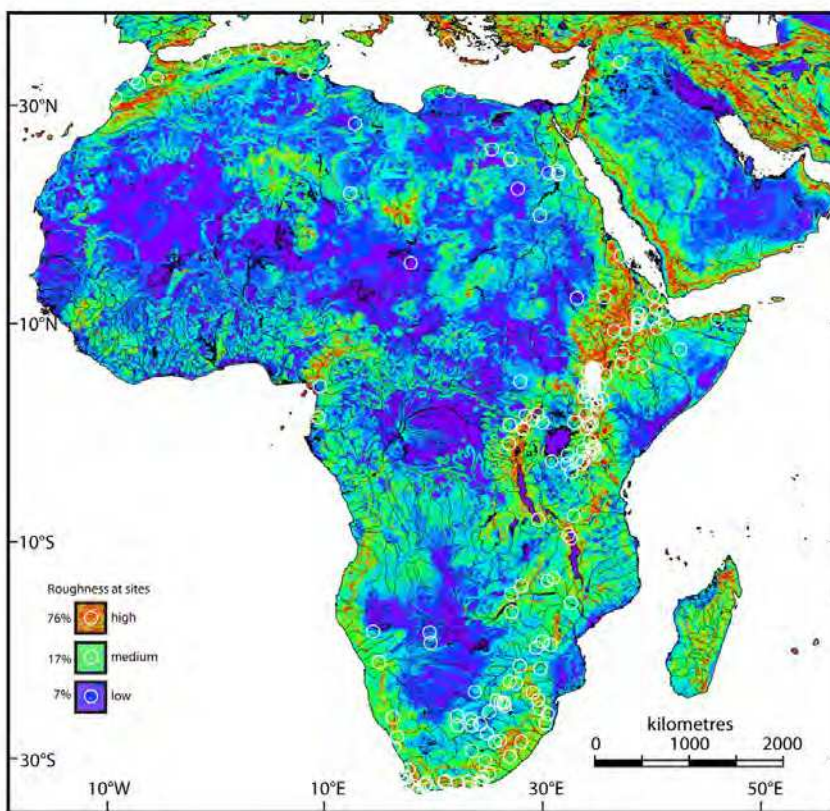 30°N
10°N
10°S
30°S
Roughness at sites
76% high
17% medium
7% low
kilometres
0 1000 2000
10°W 10°E 30°E 50°E